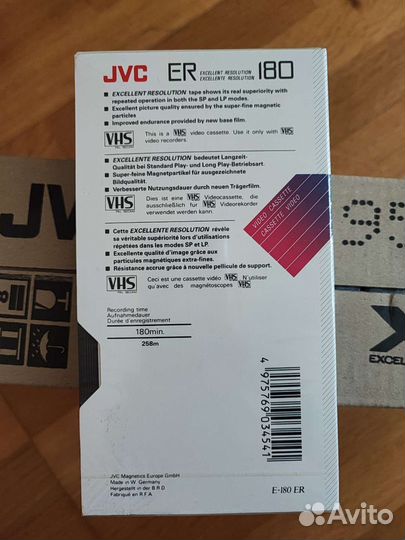 JVC ER EXCELLENT RESOLUTION EXCELLENTE RESOLUTION 180
■ EXCELLENT RESOLUTION tape shows its real superiority with
repeated operation in both the SP and LP modes.
■ Excellent picture quality ensured by the super-fine magnetic
particles
■ Improved endurance provided by new base film.
VHS This is a VHS video cassette. Use it only with VHS
video recorders.
■ EXCELLENTE RESOLUTION bedeutet Langzeit-
Qualität bei Standard Play- und Long Play-Betriebsart.
■ Super-feine Magnetpartikel für ausgezeichnete
Bildqualität.
■ Verbesserte Nutzungsdauer durch neuen Trägerfilm.
VHS Dies ist eine VHS Videocassette, die
ausschließlich für VHS Videorekorder
verwendet werden kann.
VIDEO CASSETTE
CASSETTE VIDEO
■ Cette EXCELLENTE RESOLUTION révèle
sa véritable supériorité lors d'utilisations
répétées dans les modes SP et LP.
■ Excellente qualité d'image grâce aux
particules magnétiques extra-fines.
■ Résistance accrue grâce à nouvelle pellicule de support.
VHS Ceci est une cassette vidéo VHS N'utiliser
qu'avec des magnétoscopes VHS
Recording time
Aufnahmedauer
Durée d'enregistrement
180min.
258m
4 975769 034541
JVC Magnetics Europe GmbH
Made in W. Germany
Hergestellt in der B R D
Fabriqué en R.F.A.
E-180 ER
JVC
EXCEL
Avito